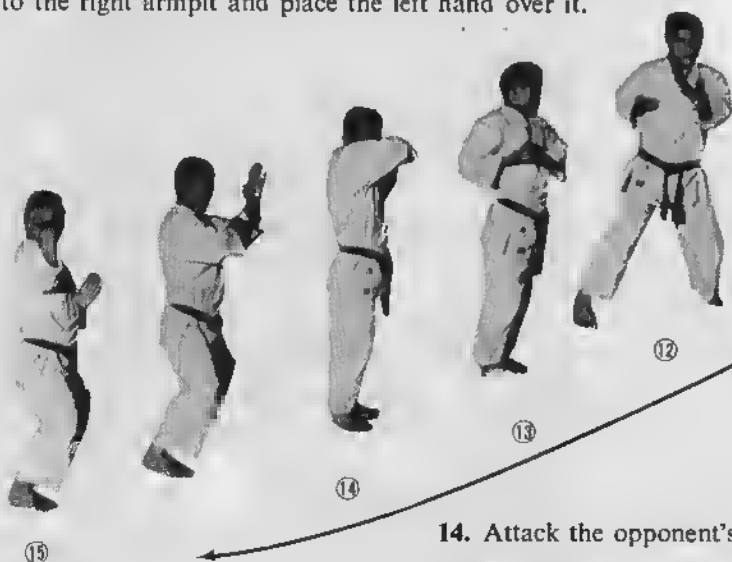 to the right armpit and place the left hand over it.
⑫
⑬
⑭
⑮
14. Attack the opponent's